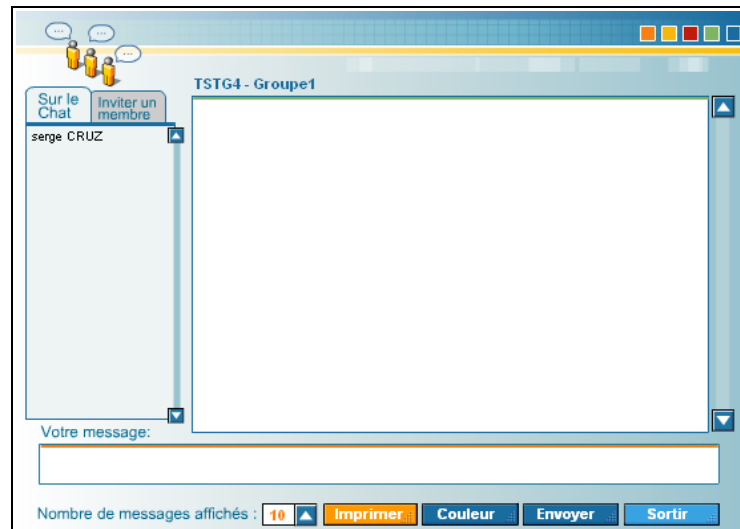 TSTG4 - Groupe1
Sur le
Chat
Inviter un
membre
serge CRUZ
Votre message:
Nombre de messages affichés : 10
Imprimer
Couleur
Envoyer
Sortir